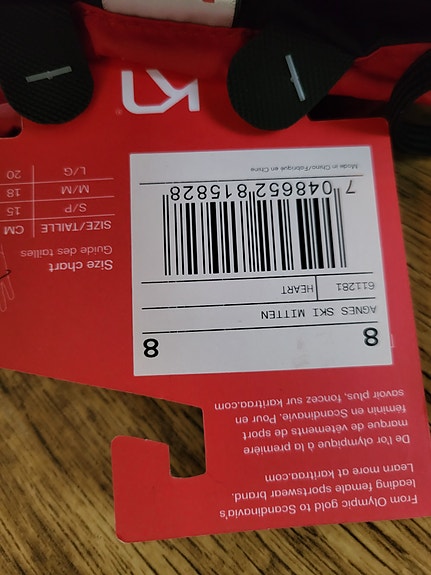 From Olympic gold to Scandinavia's
leading female sportswear brand.
Learn more at karitraa.com
De l'or olympique à la première
marque de vêtements de sport
féminin en Scandinavie. Pour en
savoir plus, foncez sur karitraa.com
8 8
AGNES SKI MITTEN
611281 HEART
7 048652 815828
Made in China/Fabriqué en Chine
Size chart
Guide des tailles
SIZE/TAILLE CM
S/P 15
M/M 18
L/G 20
®